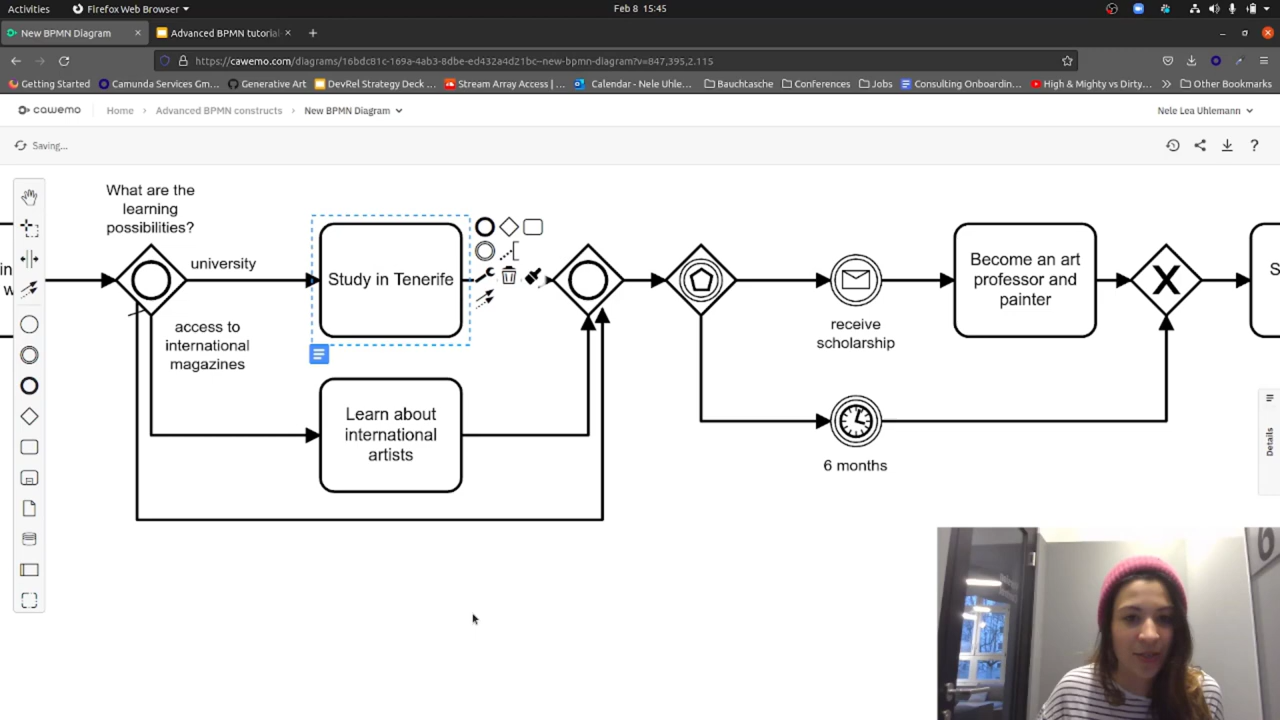 Activities
Firefox Web Browser
Feb 8 15:45
New BPMN Diagram
Advanced BPMN tutorial
https://cawemo.com/diagrams/16bdc81c-169a-4ab3-8dbe-ed432a4d21bc--new-bpmn-diagram?v=847,395,2.115
Getting Started
Camunda Services Gm...
Generative Art
DevRel Strategy Deck ...
Stream Array Access | ...
Calendar - Nele Uhle...
Bauchtasche
Conferences
Jobs
Consulting Onboardin...
High & Mighty vs Dirty...
Other Bookmarks
cawemo
Home
Advanced BPMN constructs
New BPMN Diagram
Nele Lea Uhlemann
Saving...
?
What are the
learning
possibilities?
university
access to
international
magazines
Study in Tenerife
Learn about
international
artists
receive
scholarship
6 months
Become an art
professor and
painter
X
Details